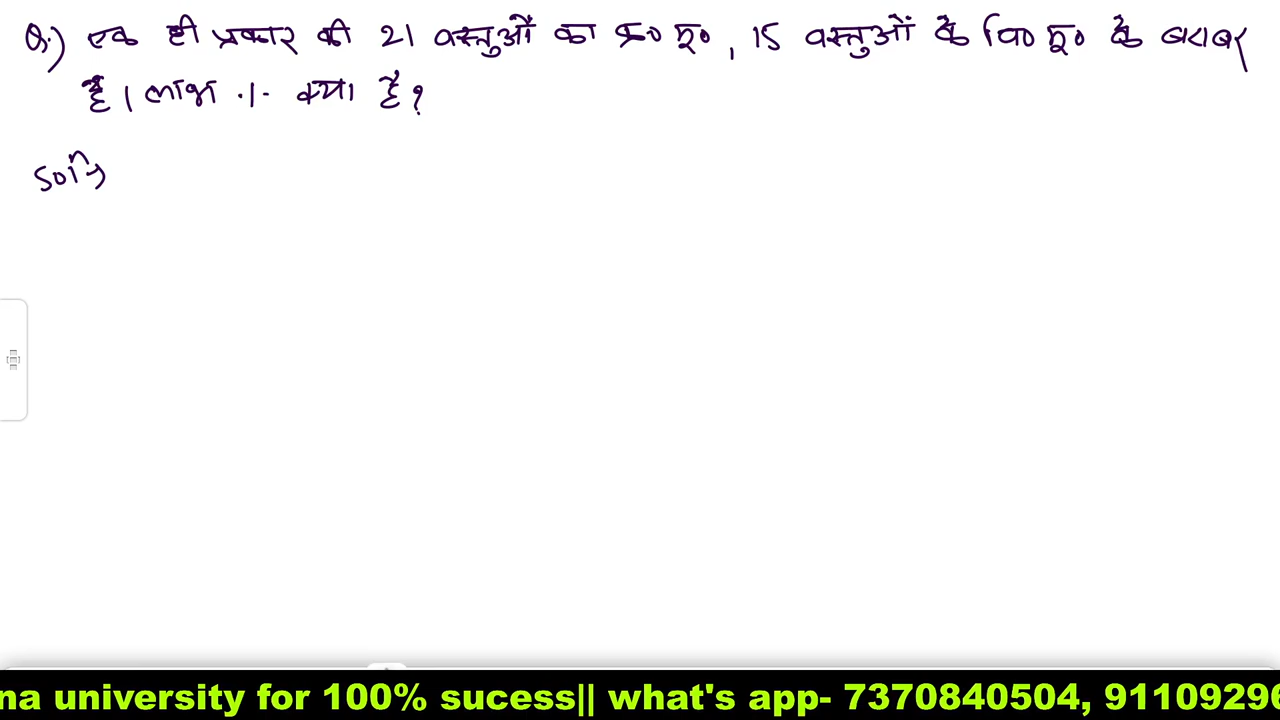 Q.) एक ही प्रकार की 21 वस्तुओं का क्र० मू०, 15 वस्तुओं के वि० मू० के बराबर
है। लाभ % क्या है?
Soln→
na university for 100% sucess|| what's app- 7370840504, 91109296